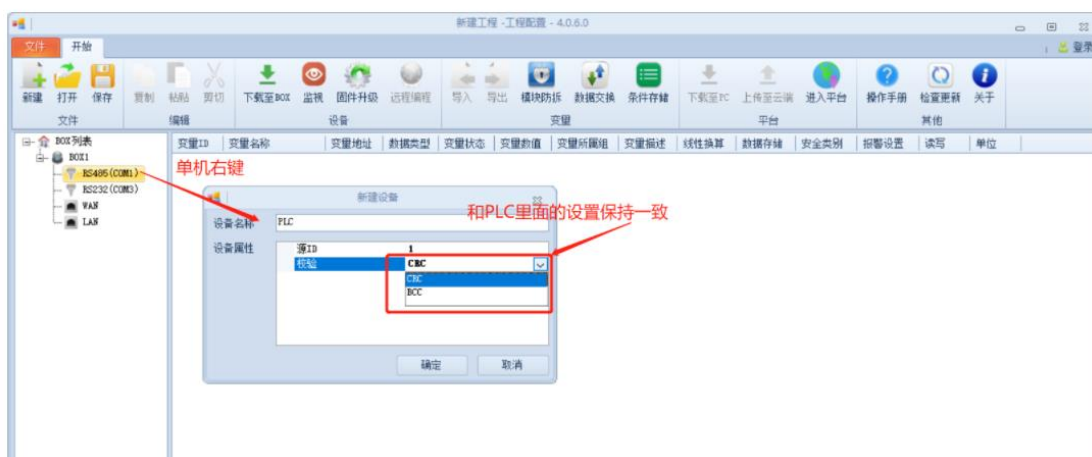 新建工程 -工程配置 - 4.0.6.0
文件 开始 登录
新建 打开 保存 复制 粘贴 剪切 下载至BOX 监视 固件升级 远程编程 导入 导出 模块防拆 数据交换 条件存储 下载至PC 上传至云端 进入平台 操作手册 检查更新 关于
文件 编辑 设备 变量 平台 其他
BOX列表
BOX1
RS485(COM1)
RS232(COM3)
WAN
LAN
变量ID 变量名称 变量地址 数据类型 变量状态 变量数值 变量所属组 变量描述 线性换算 数据存储 安全类别 报警设置 读写 单位
单机右键
新建设备
和PLC里面的设置保持一致
设备名称 PLC
设备属性 源ID 1
校验 CRC
CRC
BCC
确定 取消